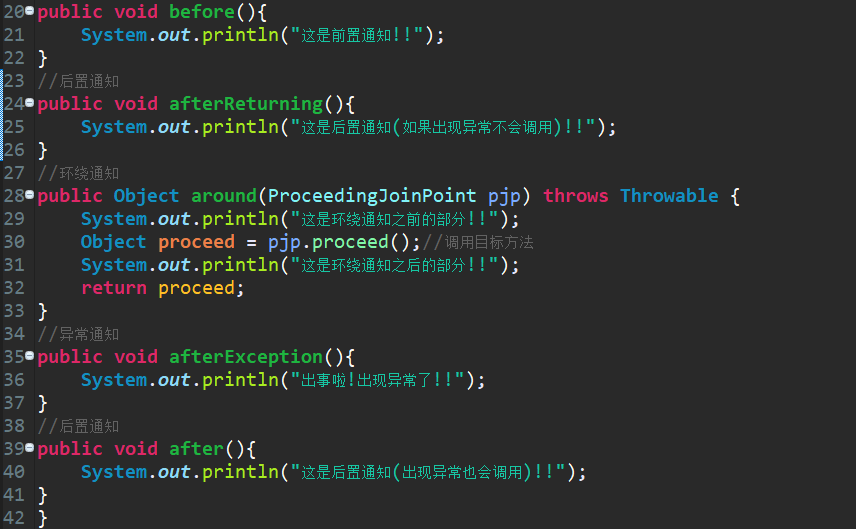 20 public void before(){
21     System.out.println("这是前置通知!!");
22 }
23 //后置通知
24 public void afterReturning(){
25     System.out.println("这是后置通知(如果出现异常不会调用)!!");
26 }
27 //环绕通知
28 public Object around(ProceedingJoinPoint pjp) throws Throwable {
29     System.out.println("这是环绕通知之前的部分!!");
30     Object proceed = pjp.proceed();//调用目标方法
31     System.out.println("这是环绕通知之后的部分!!");
32     return proceed;
33 }
34 //异常通知
35 public void afterException(){
36     System.out.println("出事啦!出现异常了!!");
37 }
38 //后置通知
39 public void after(){
40     System.out.println("这是后置通知(出现异常也会调用)!!");
41 }
42 }